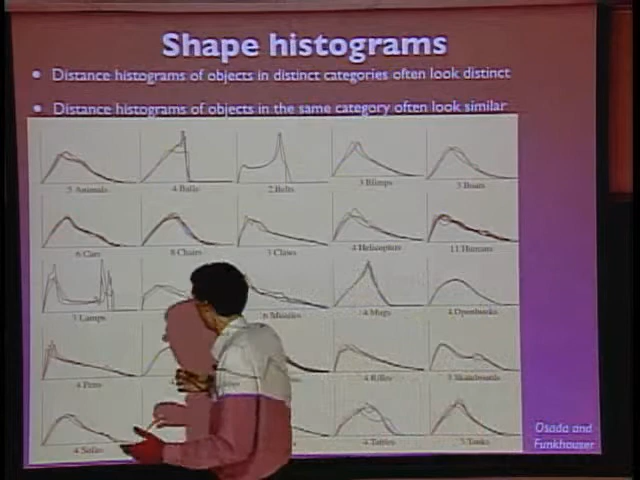 Shape histograms
Distance histograms of objects in distinct categories often look distinct
Distance histograms of objects in the same category often look similar
5 Animals
4 Balls
2 Belts
3 Blimps
3 Boats
6 Cars
8 Chairs
3 Claws
4 Helicopters
11 Humans
3 Lamps
6 Missiles
4 Mugs
4 Openbooks
4 Pens
4 Rifles
3 Skateboards
4 Sofas
4 Tables
5 Tanks
Osada and
Funkhouser